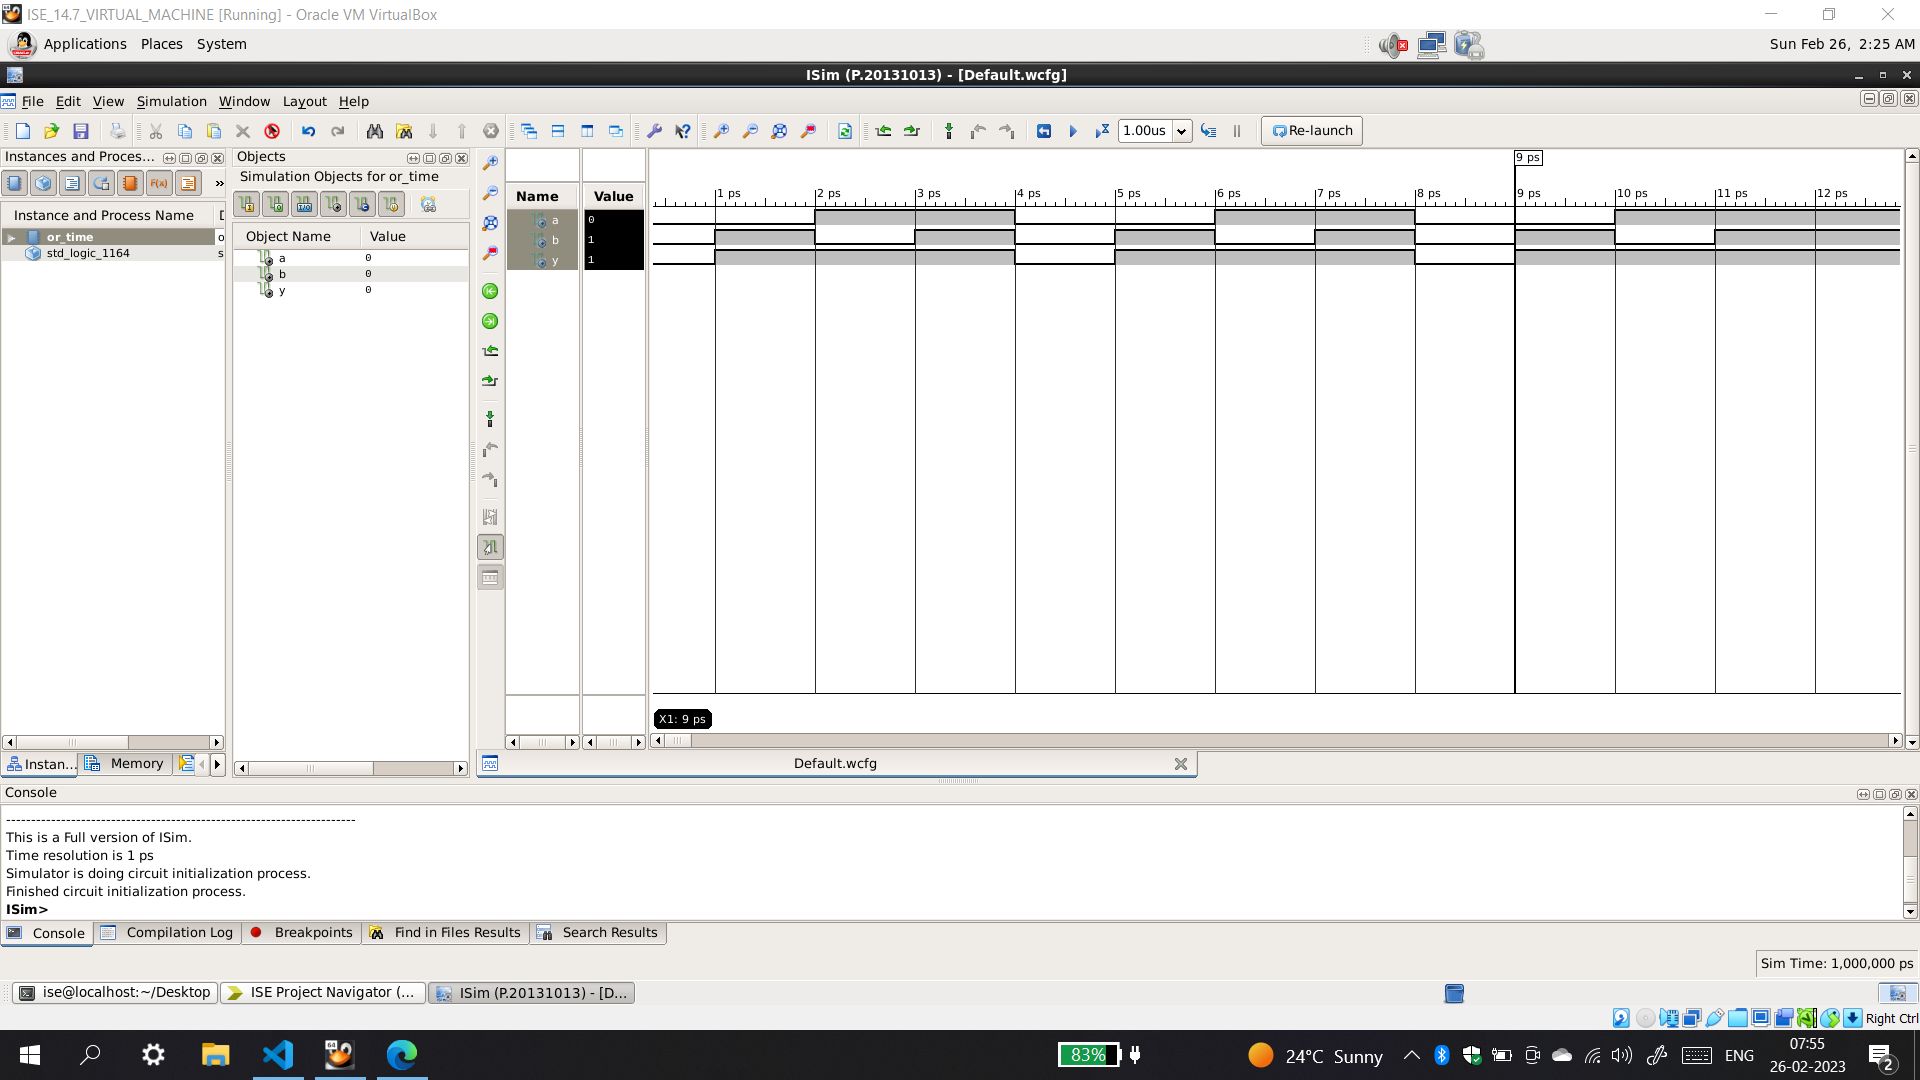 ISE_14.7_VIRTUAL_MACHINE [Running] - Oracle VM VirtualBox
Applications Places System
Sun Feb 26, 2:25 AM
ISim (P.20131013) - [Default.wcfg]
File Edit View Simulation Window Layout Help
1.00us
Re-launch
Instances and Proces...
F(a)
»
Instance and Process Name
or_time
std_logic_1164
Instan...
Memory
Objects
Simulation Objects for or_time
Object Name Value
a 0
b 0
y 0
Name Value
a 0
b 1
y 1
9 ps
1 ps 2 ps 3 ps 4 ps 5 ps 6 ps 7 ps 8 ps 9 ps 10 ps 11 ps 12 ps
X1: 9 ps
Default.wcfg
Console
----------------------------------------------------------------------
This is a Full version of ISim.
Time resolution is 1 ps
Simulator is doing circuit initialization process.
Finished circuit initialization process.
ISim>
Console Compilation Log Breakpoints Find in Files Results Search Results
Sim Time: 1,000,000 ps
ise@localhost:~/Desktop
ISE Project Navigator (...
ISim (P.20131013) - [D...
Right Ctrl
64
83%
24°C Sunny
ENG
07:55
26-02-2023
2